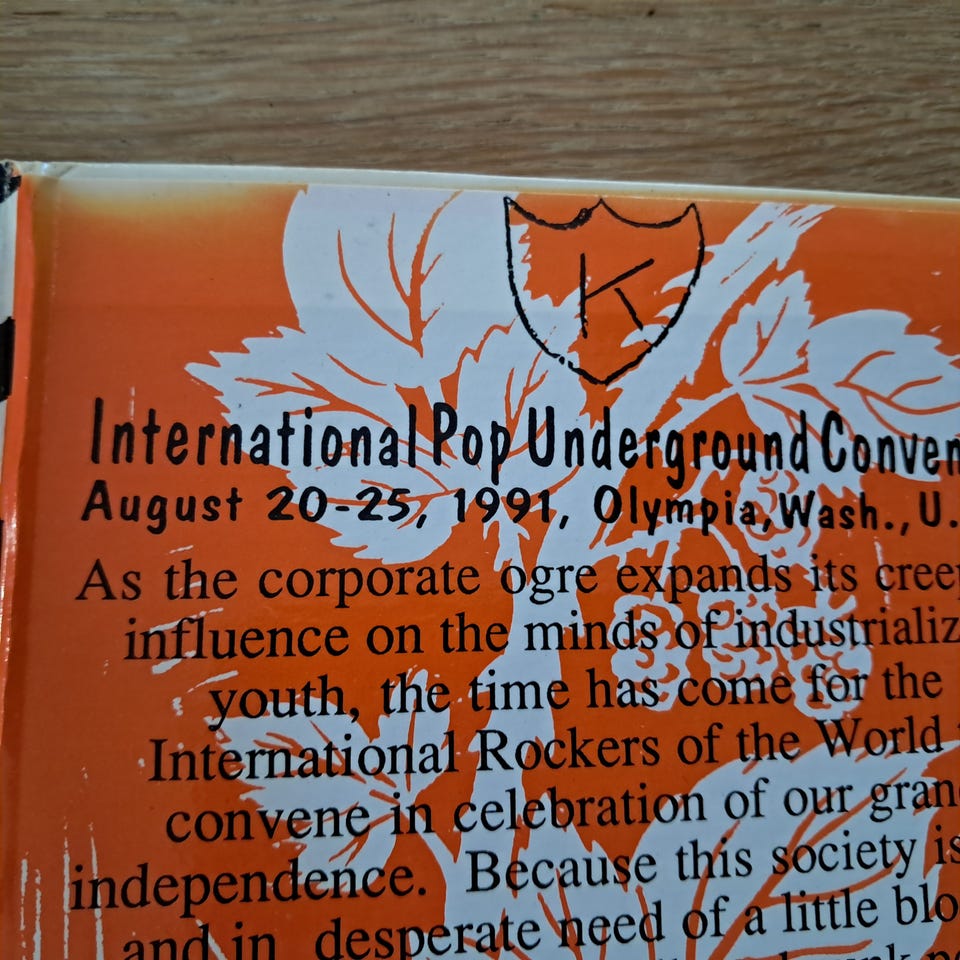 K
International Pop Underground Conven
August 20-25, 1991, Olympia, Wash., U.
As the corporate ogre expands its cree
influence on the minds of industrializ
youth, the time has come for the
International Rockers of the World
convene in celebration of our gran
independence. Because this society is
and in desperate need of a little blo